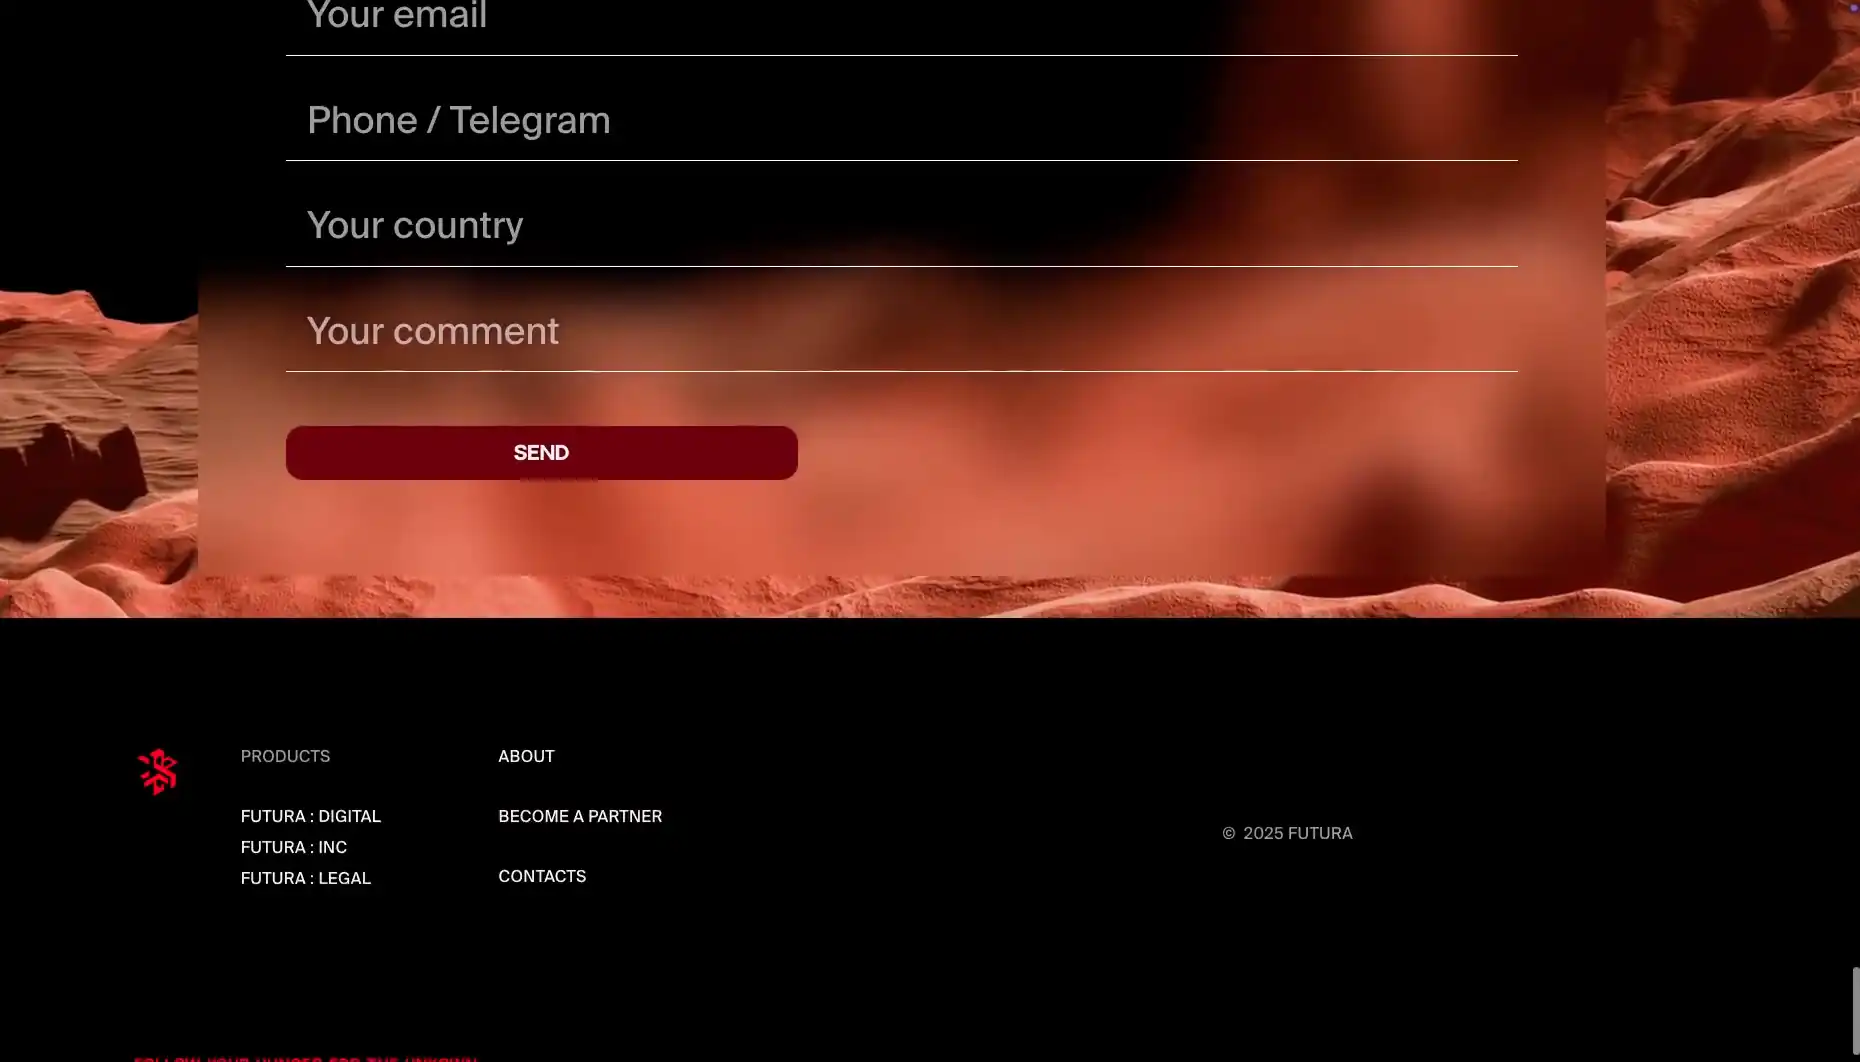 Your email
Phone / Telegram
Your country
Your comment
SEND
PRODUCTS
FUTURA : DIGITAL
FUTURA : INC
FUTURA : LEGAL
ABOUT
BECOME A PARTNER
CONTACTS
© 2025 FUTURA